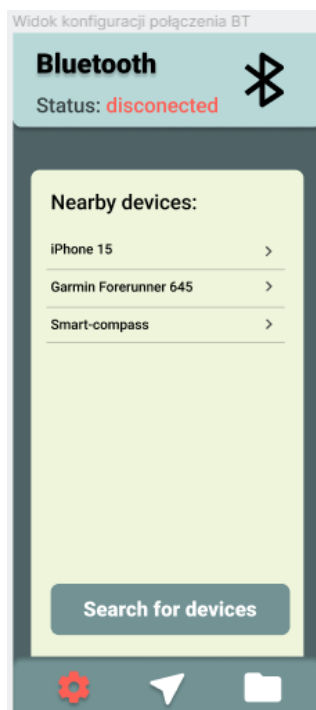 Widok konfiguracji połączenia BT
Bluetooth
Status: disconected
Nearby devices:
iPhone 15
Garmin Forerunner 645
Smart-compass
Search for devices